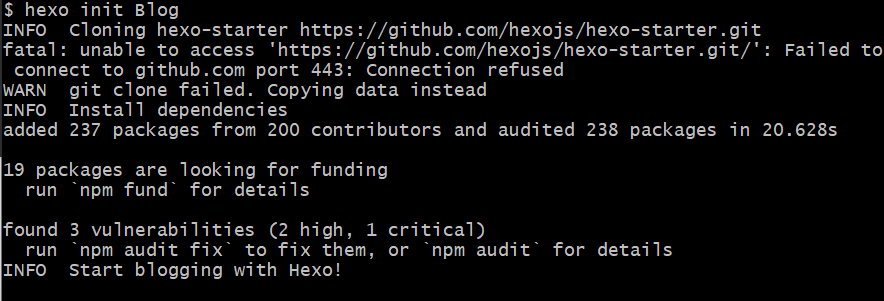 $ hexo init Blog
INFO  Cloning hexo-starter https://github.com/hexojs/hexo-starter.git
fatal: unable to access 'https://github.com/hexojs/hexo-starter.git/': Failed to
 connect to github.com port 443: Connection refused
WARN  git clone failed. Copying data instead
INFO  Install dependencies
added 237 packages from 200 contributors and audited 238 packages in 20.628s
19 packages are looking for funding
  run `npm fund` for details
found 3 vulnerabilities (2 high, 1 critical)
  run `npm audit fix` to fix them, or `npm audit` for details
INFO  Start blogging with Hexo!